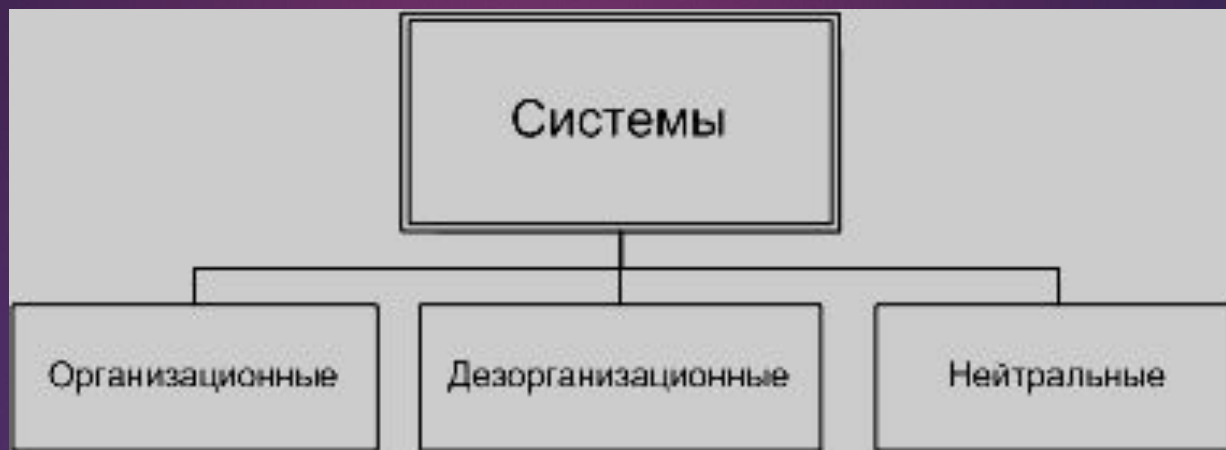 Системы
Организационные
Дезорганизационные
Нейтральные